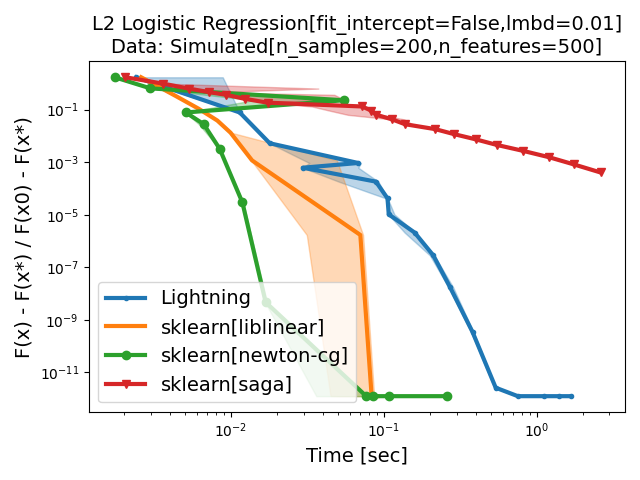 L2 Logistic Regression[fit_intercept=False,lmbd=0.01]
Data: Simulated[n_samples=200,n_features=500]
F(x) - F(x*) / F(x0) - F(x*)
10⁻¹
10⁻³
10⁻⁵
10⁻⁷
10⁻⁹
10⁻¹¹
Lightning
sklearn[liblinear]
sklearn[newton-cg]
sklearn[saga]
10⁻² 10⁻¹ 10⁰
Time [sec]